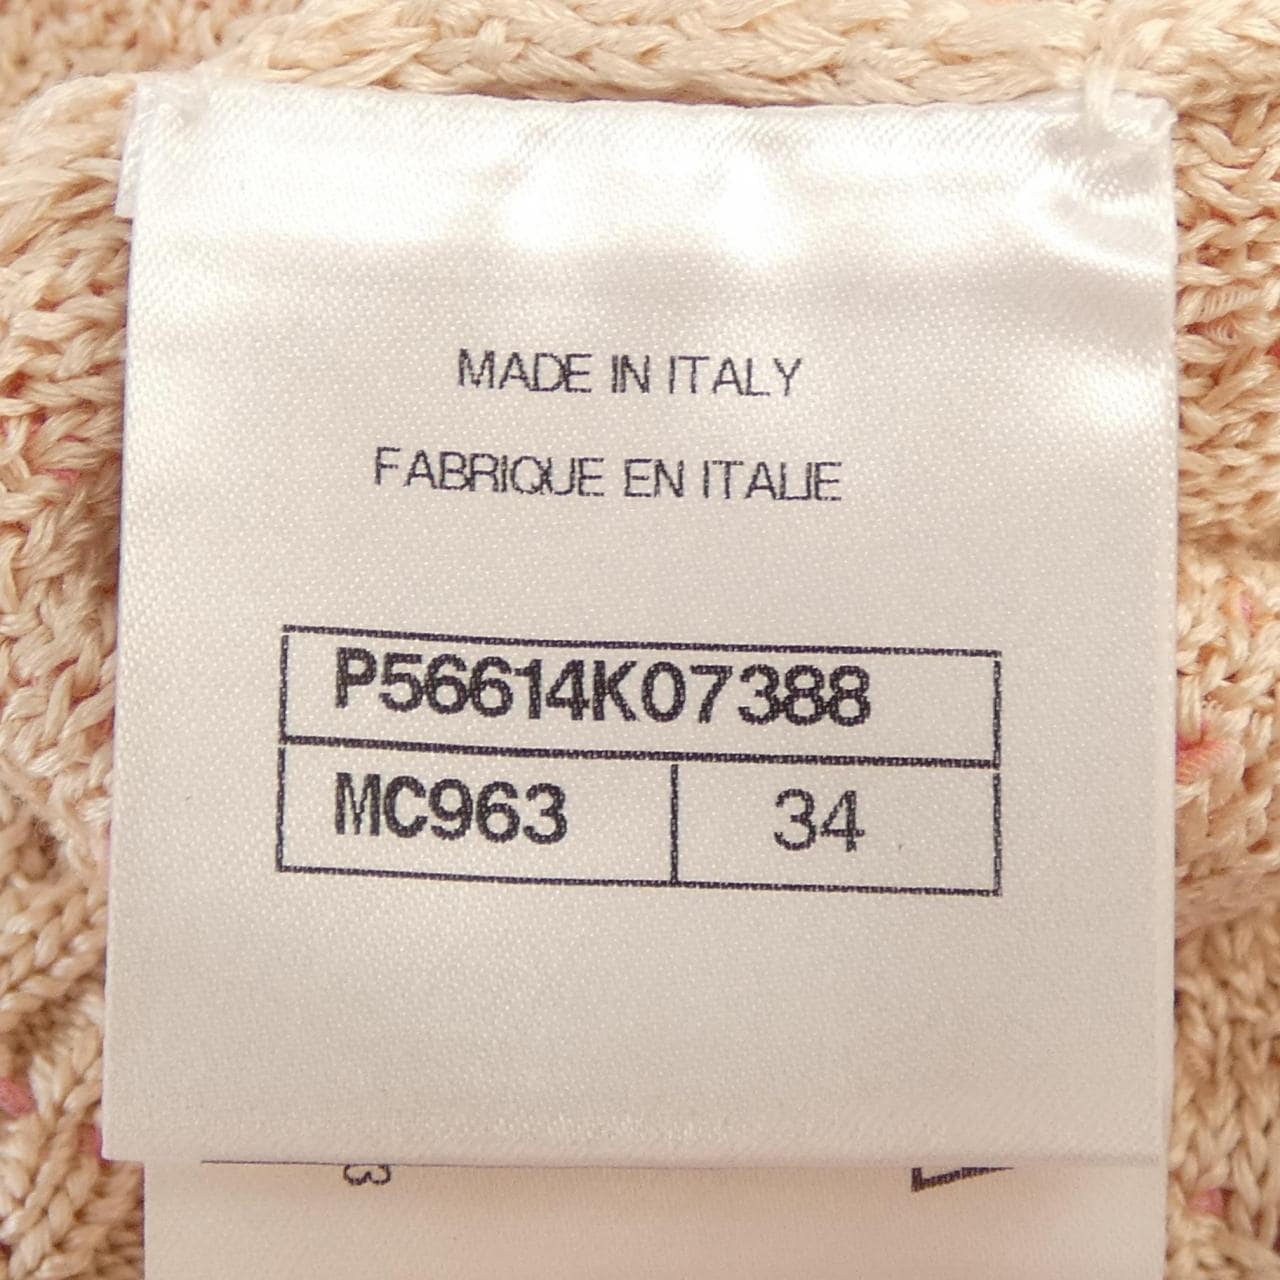 MADE IN ITALY
FABRIQUE EN ITALIE
P56614K07388
MC963 34